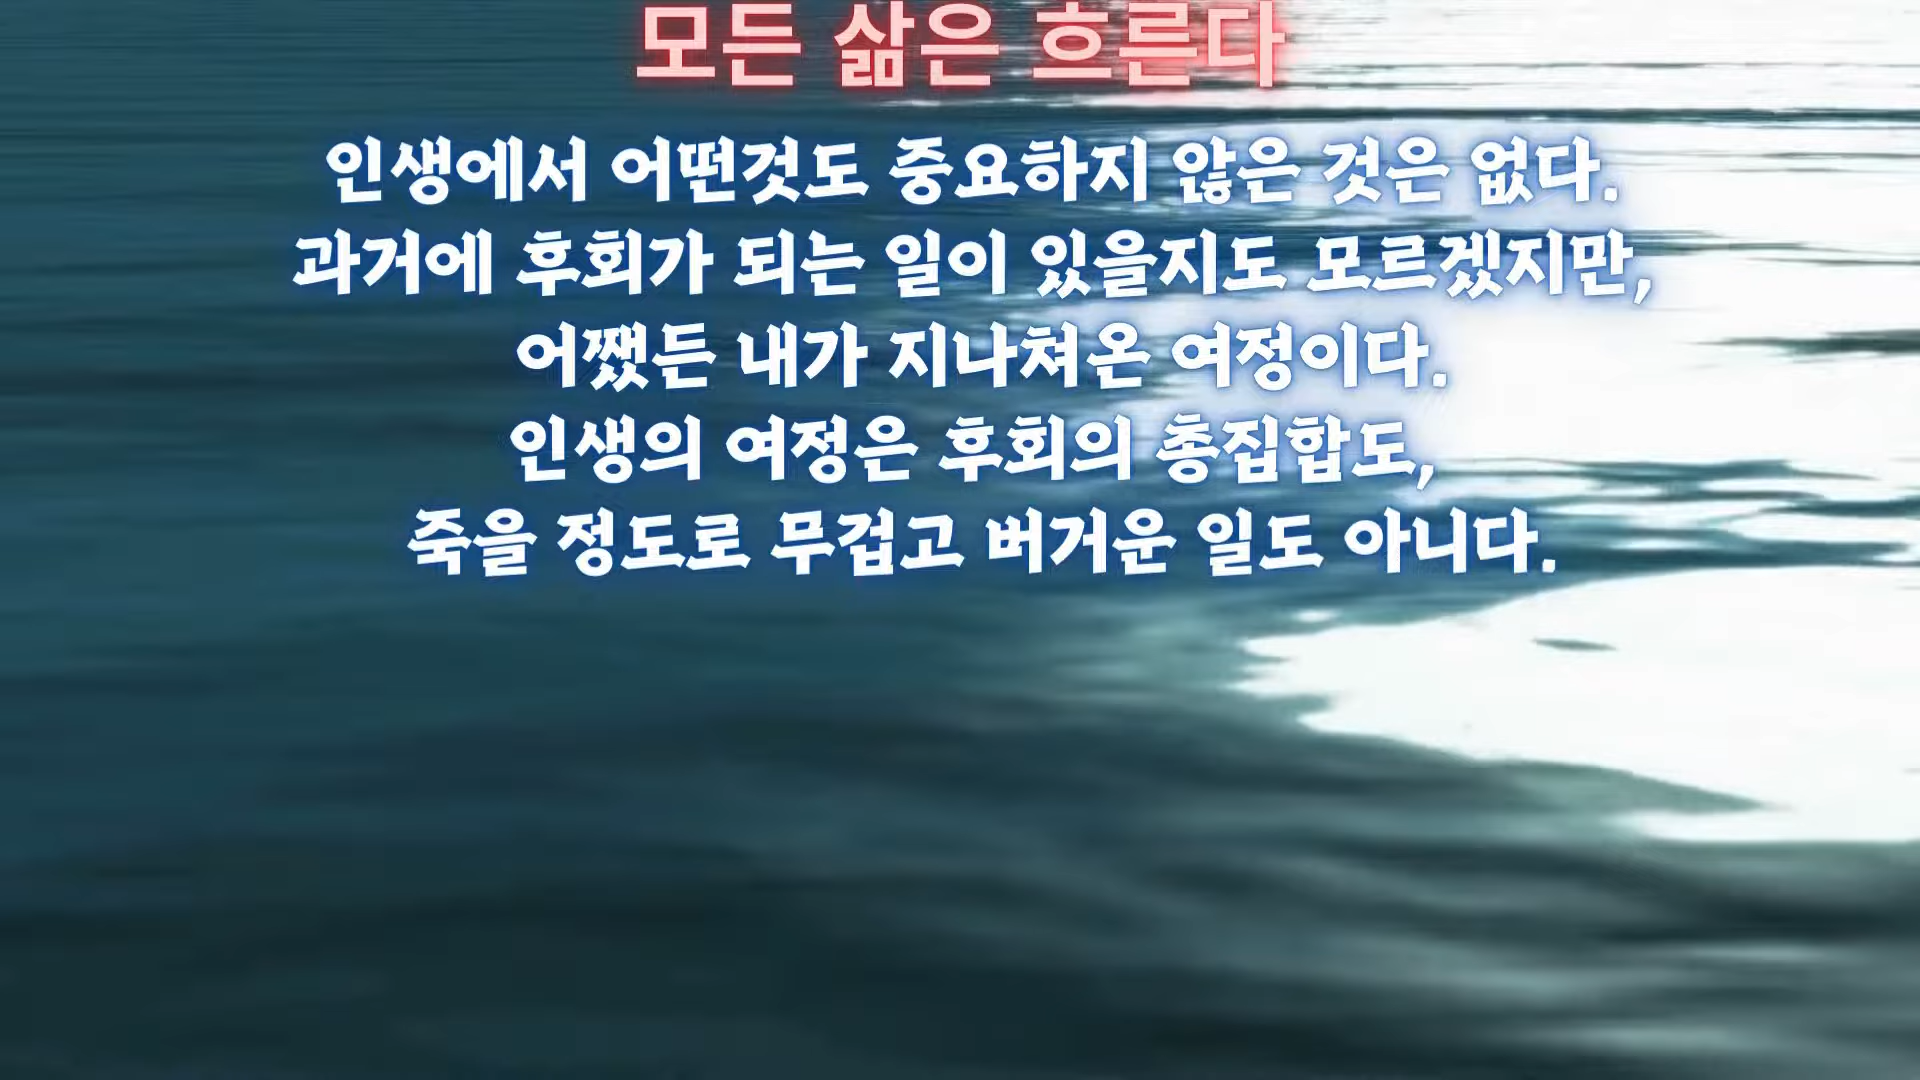 모든 삶은 흐른다
인생에서 어떤것도 중요하지 않은 것은 없다.
과거에 후회가 되는 일이 있을지도 모르겠지만,
어쨌든 내가 지나쳐온 여정이다.
인생의 여정은 후회의 총집합도,
죽을 정도로 무겁고 버거운 일도 아니다.